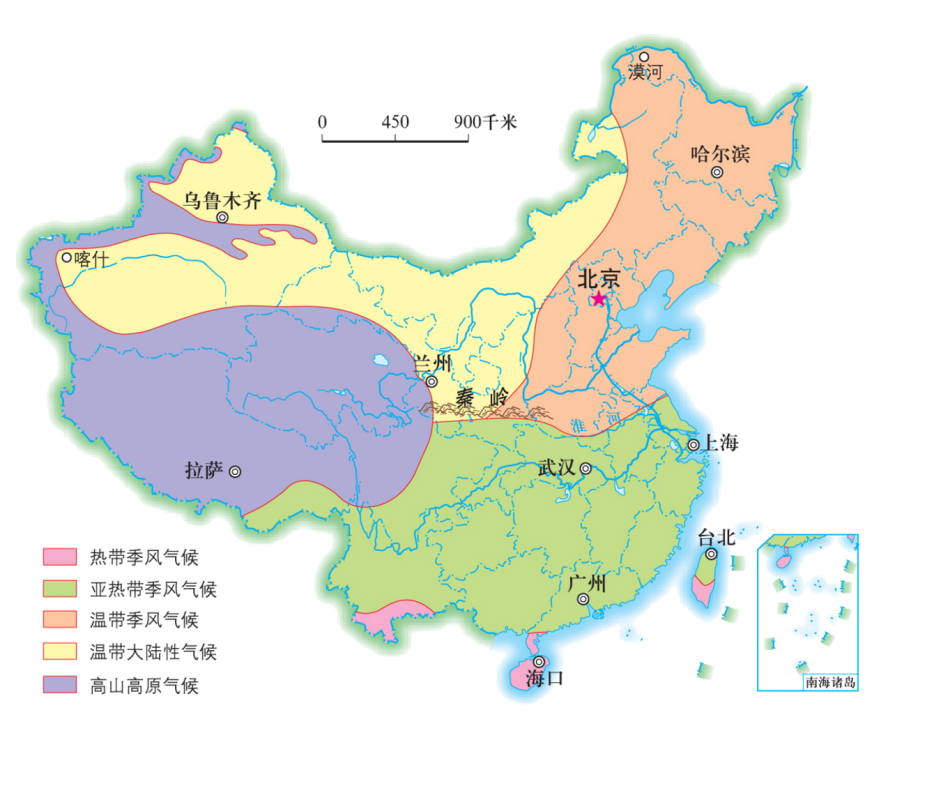 漠河
0 450 900千米
哈尔滨
乌鲁木齐
喀什
北京
兰州
秦 岭
淮 河
上海
武汉
拉萨
台北
广州
海口
热带季风气候
亚热带季风气候
温带季风气候
温带大陆性气候
高山高原气候
南海诸岛